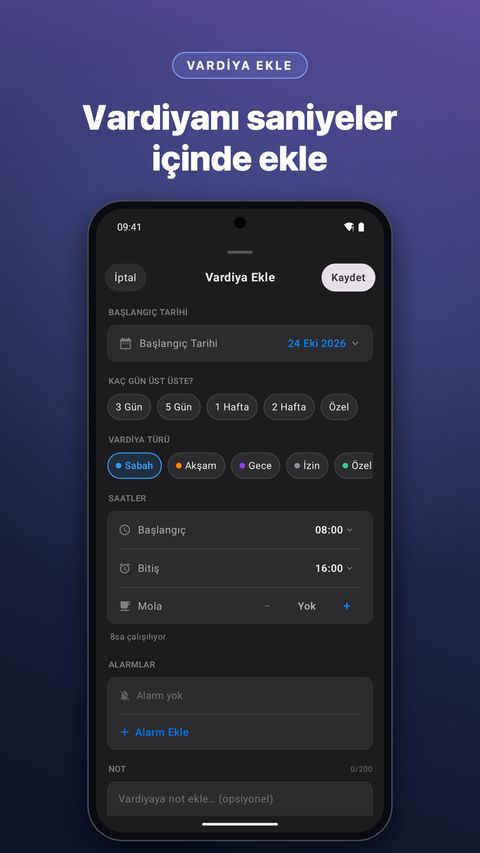 VARDİYA EKLE
Vardiyanı saniyeler
içinde ekle
09:41
İptal
Vardiya Ekle
Kaydet
BAŞLANGIÇ TARİHİ
Başlangıç Tarihi
24 Eki 2026
KAÇ GÜN ÜST ÜSTE?
3 Gün
5 Gün
1 Hafta
2 Hafta
Özel
VARDİYA TÜRÜ
Sabah
Akşam
Gece
İzin
Özel
SAATLER
Başlangıç
08:00
Bitiş
16:00
Mola
−
Yok
+
8sa çalışılıyor
ALARMLAR
Alarm yok
+ Alarm Ekle
NOT
0/200
Vardiyaya not ekle... (opsiyonel)